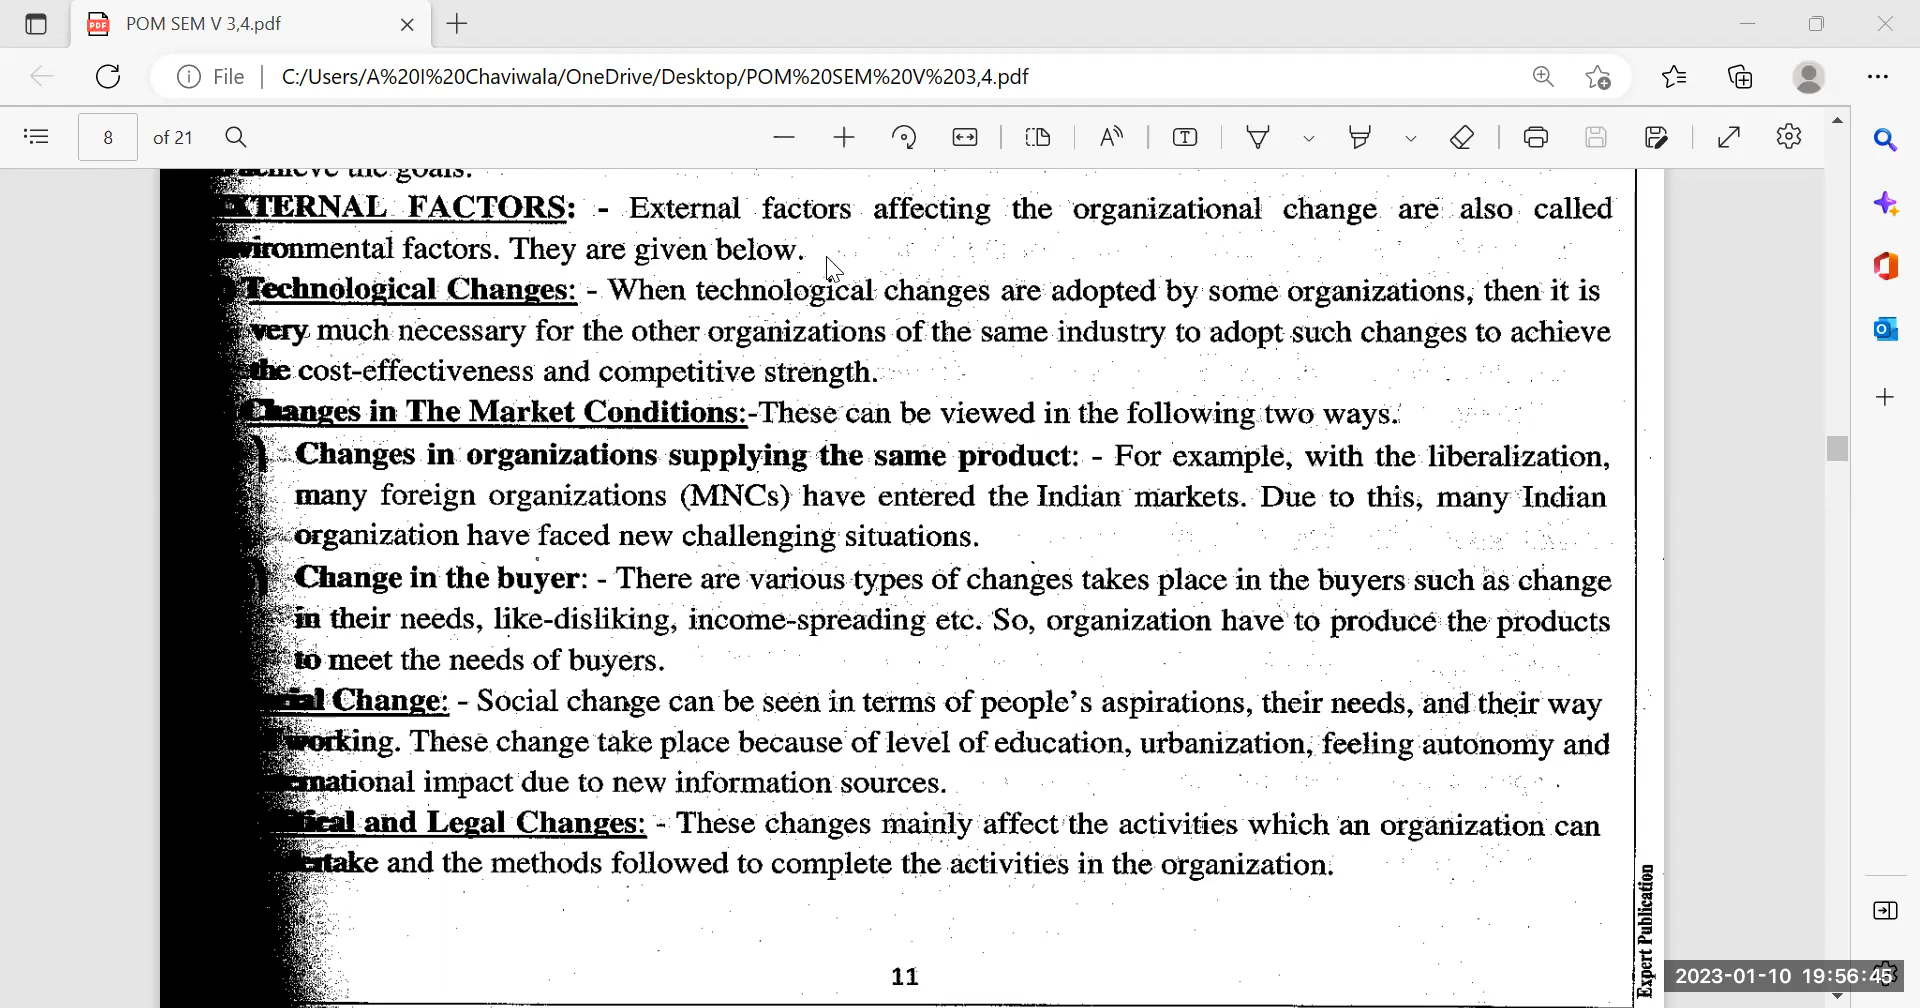 POM SEM V 3,4.pdf
File
C:/Users/A%20I%20Chaviwala/OneDrive/Desktop/POM%20SEM%20V%203,4.pdf
8 of 21
achieve the goals.
EXTERNAL FACTORS: - External factors affecting the organizational change are also called
vironmental factors. They are given below.
Technological Changes: - When technological changes are adopted by some organizations, then it is
very much necessary for the other organizations of the same industry to adopt such changes to achieve
the cost-effectiveness and competitive strength.
Changes in The Market Conditions:-These can be viewed in the following two ways.
) Changes in organizations supplying the same product: - For example, with the liberalization,
many foreign organizations (MNCs) have entered the Indian markets. Due to this, many Indian
organization have faced new challenging situations.
) Change in the buyer: - There are various types of changes takes place in the buyers such as change
in their needs, like-disliking, income-spreading etc. So, organization have to produce the products
to meet the needs of buyers.
ial Change: - Social change can be seen in terms of people's aspirations, their needs, and their way
working. These change take place because of level of education, urbanization, feeling autonomy and
ernational impact due to new information sources.
ical and Legal Changes: - These changes mainly affect the activities which an organization can
ertake and the methods followed to complete the activities in the organization.
11
Expert Publication
2023-01-10 19:56:45